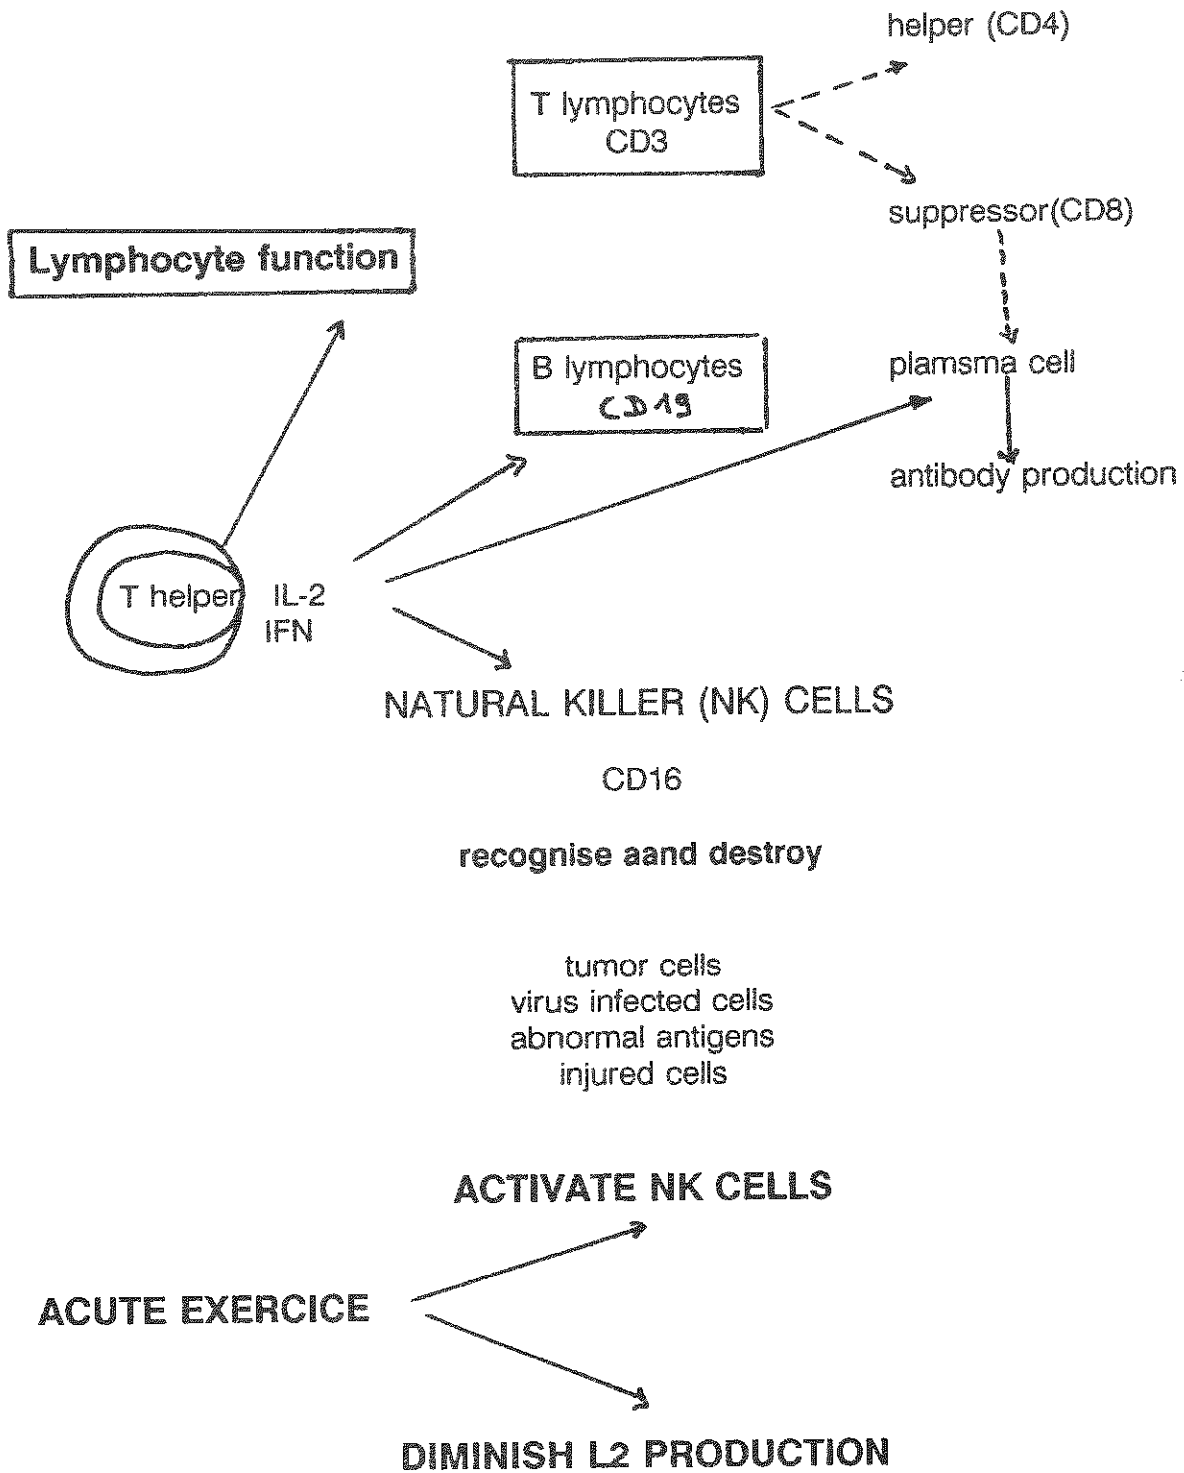 helper (CD4)
T lymphocytes
CD3
suppressor(CD8)
Lymphocyte function
B lymphocytes
CD19
plamsma cell
antibody production
T helper IL-2
IFN
NATURAL KILLER (NK) CELLS
CD16
recognise aand destroy
tumor cells
virus infected cells
abnormal antigens
injured cells
ACTIVATE NK CELLS
ACUTE EXERCICE
DIMINISH L2 PRODUCTION